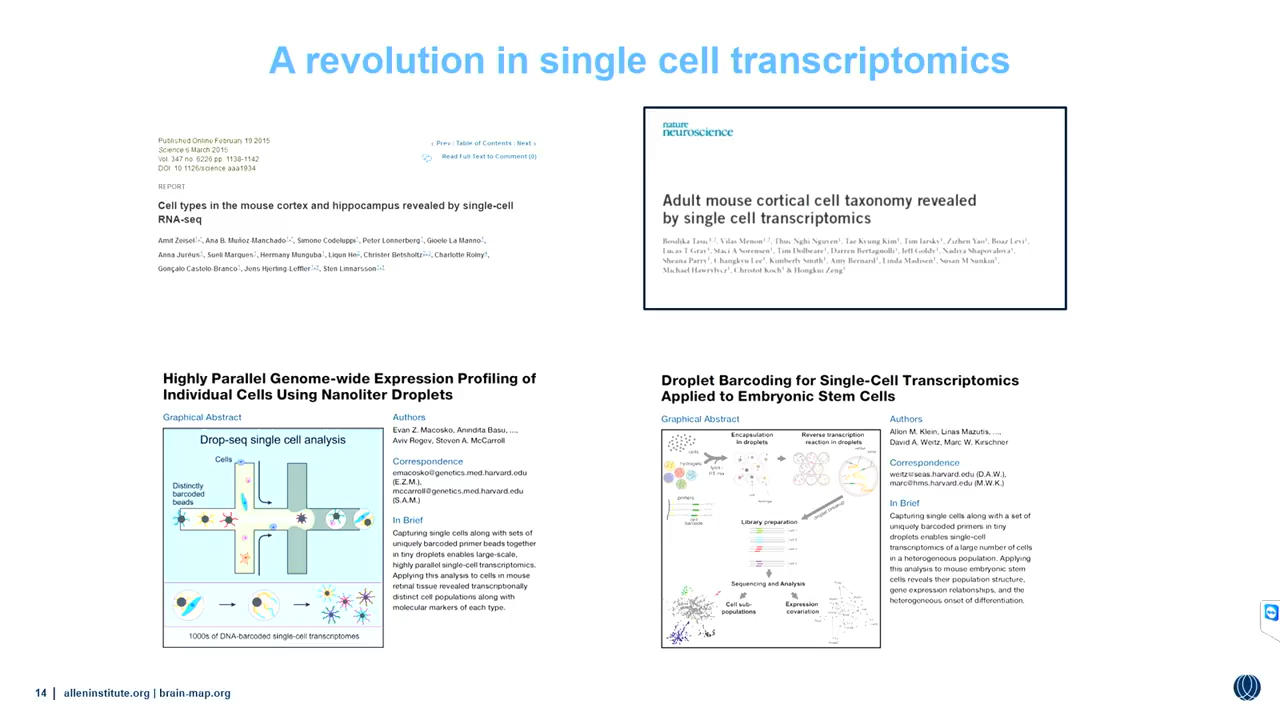 A revolution in single cell transcriptomics
Published Online February 19 2015
Science 6 March 2015
Vol. 347 no. 6226 pp. 1138-1142
DOI: 10.1126/science.aaa1934
‹ Prev | Table of Contents | Next ›
Read Full Text to Comment (0)
REPORT
Cell types in the mouse cortex and hippocampus revealed by single-cell
RNA-seq
Amit Zeisel, Ana B. Muñoz-Manchado, Simone Codeluppi, Peter Lönnerberg, Gioele La Manno,
Anna Juréus, Sueli Marques, Hermany Munguba, Liqun He, Christer Betsholtz, Charlotte Rolny,
Gonçalo Castelo-Branco, Jens Hjerling-Leffler, Sten Linnarsson
nature
neuroscience
Adult mouse cortical cell taxonomy revealed
by single cell transcriptomics
Bosiljka Tasic, Vilas Menon, Thuc Nghi Nguyen, Tae Kyung Kim, Tim Jarsky, Zizhen Yao, Boaz Levi,
Lucas T Gray, Staci A Sorensen, Tim Dolbeare, Darren Bertagnolli, Jeff Goldy, Nadiya Shapovalova,
Sheana Parry, Changkyu Lee, Kimberly Smith, Amy Bernard, Linda Madisen, Susan M Sunkin,
Michael Hawrylycz, Christof Koch & Hongkui Zeng
Highly Parallel Genome-wide Expression Profiling of
Individual Cells Using Nanoliter Droplets
Graphical Abstract
Drop-seq single cell analysis
Cells
Distinctly
barcoded
beads
1000s of DNA-barcoded single-cell transcriptomes
Authors
Evan Z. Macosko, Anindita Basu, ...,
Aviv Regev, Steven A. McCarroll
Correspondence
emacosko@genetics.med.harvard.edu
(E.Z.M.),
mccarroll@genetics.med.harvard.edu
(S.A.M.)
In Brief
Capturing single cells along with sets of
uniquely barcoded primer beads together
in tiny droplets enables large-scale,
highly parallel single-cell transcriptomics.
Applying this analysis to cells in mouse
retinal tissue revealed transcriptionally
distinct cell populations along with
molecular markers of each type.
Droplet Barcoding for Single-Cell Transcriptomics
Applied to Embryonic Stem Cells
Graphical Abstract
Encapsulation
in droplets
Reverse transcription
reaction in droplets
cells
hydrogels
primers
cell
barcode
droplet breakup
Library preparation
Sequencing and Analysis
Cell sub-
populations
Expression
covariation
Authors
Allon M. Klein, Linas Mazutis, ...,
David A. Weitz, Marc W. Kirschner
Correspondence
weitz@seas.harvard.edu (D.A.W.),
marc@hms.harvard.edu (M.W.K.)
In Brief
Capturing single cells along with a set of
uniquely barcoded primers in tiny
droplets enables single-cell
transcriptomics of a large number of cells
in a heterogeneous population. Applying
this analysis to mouse embryonic stem
cells reveals their population structure,
gene expression relationships, and the
heterogeneous onset of differentiation.
14 | alleninstitute.org | brain-map.org